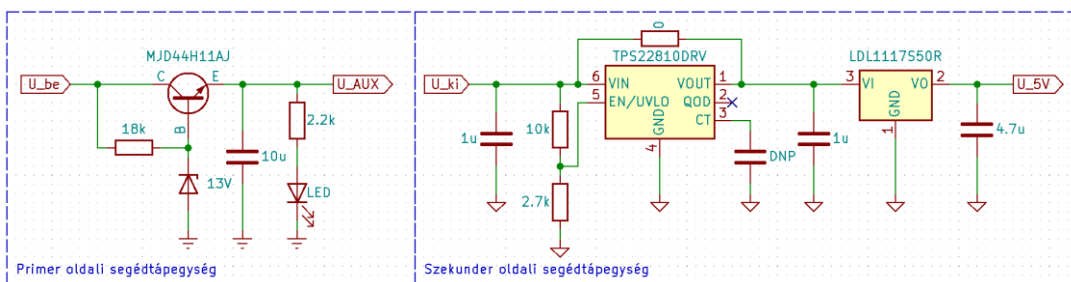 MJD44H11AJ
U_be
C
E
U_AUX
B
18k
13V
10u
2.2k
LED
Primer oldali segédtápegység
0
TPS22810DRV
LDL1117S50R
U_ki
6
VIN
VOUT
1
5
EN/UVLO
QOD
2
CT
3
GND
4
1u
10k
2.7k
DNP
1u
3
VI
VO
2
GND
1
U_5V
4.7u
Szekunder oldali segédtápegység